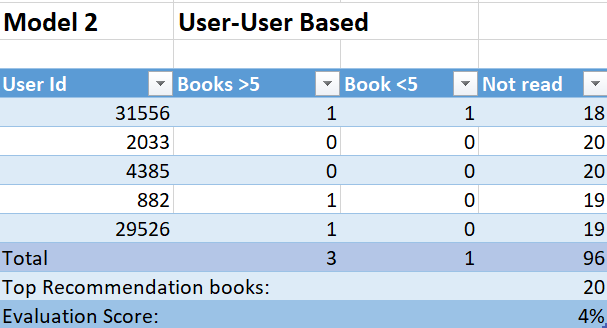 Model 2 User-User Based
User Id Books >5 Book <5 Not read
31556 1 1 18
2033 0 0 20
4385 0 0 20
882 1 0 19
29526 1 0 19
Total 3 1 96
Top Recommendation books: 20
Evaluation Score: 4%